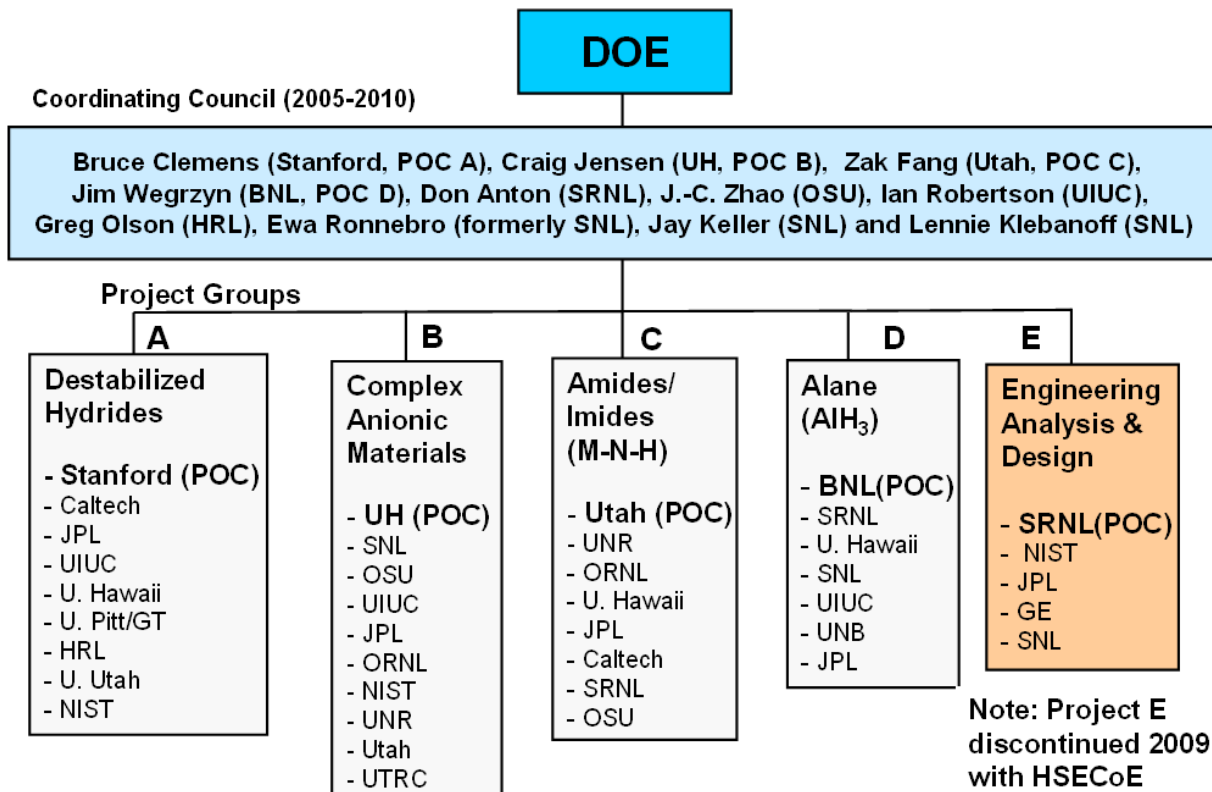 DOE
Coordinating Council (2005-2010)
Bruce Clemens (Stanford, POC A), Craig Jensen (UH, POC B), Zak Fang (Utah, POC C),
Jim Wegrzyn (BNL, POC D), Don Anton (SRNL), J.-C. Zhao (OSU), Ian Robertson (UIUC),
Greg Olson (HRL), Ewa Ronnebro (formerly SNL), Jay Keller (SNL) and Lennie Klebanoff (SNL)
Project Groups
A
Destabilized
Hydrides
- Stanford (POC)
- Caltech
- JPL
- UIUC
- U. Hawaii
- U. Pitt/GT
- HRL
- U. Utah
- NIST
B
Complex
Anionic
Materials
- UH (POC)
- SNL
- OSU
- UIUC
- JPL
- ORNL
- NIST
- UNR
- Utah
- UTRC
C
Amides/
Imides
(M-N-H)
- Utah (POC)
- UNR
- ORNL
- U. Hawaii
- JPL
- Caltech
- SRNL
- OSU
D
Alane
(AlH₃)
- BNL(POC)
- SRNL
- U. Hawaii
- SNL
- UIUC
- UNB
- JPL
E
Engineering
Analysis &
Design
- SRNL(POC)
- NIST
- JPL
- GE
- SNL
Note: Project E
discontinued 2009
with HSECoE